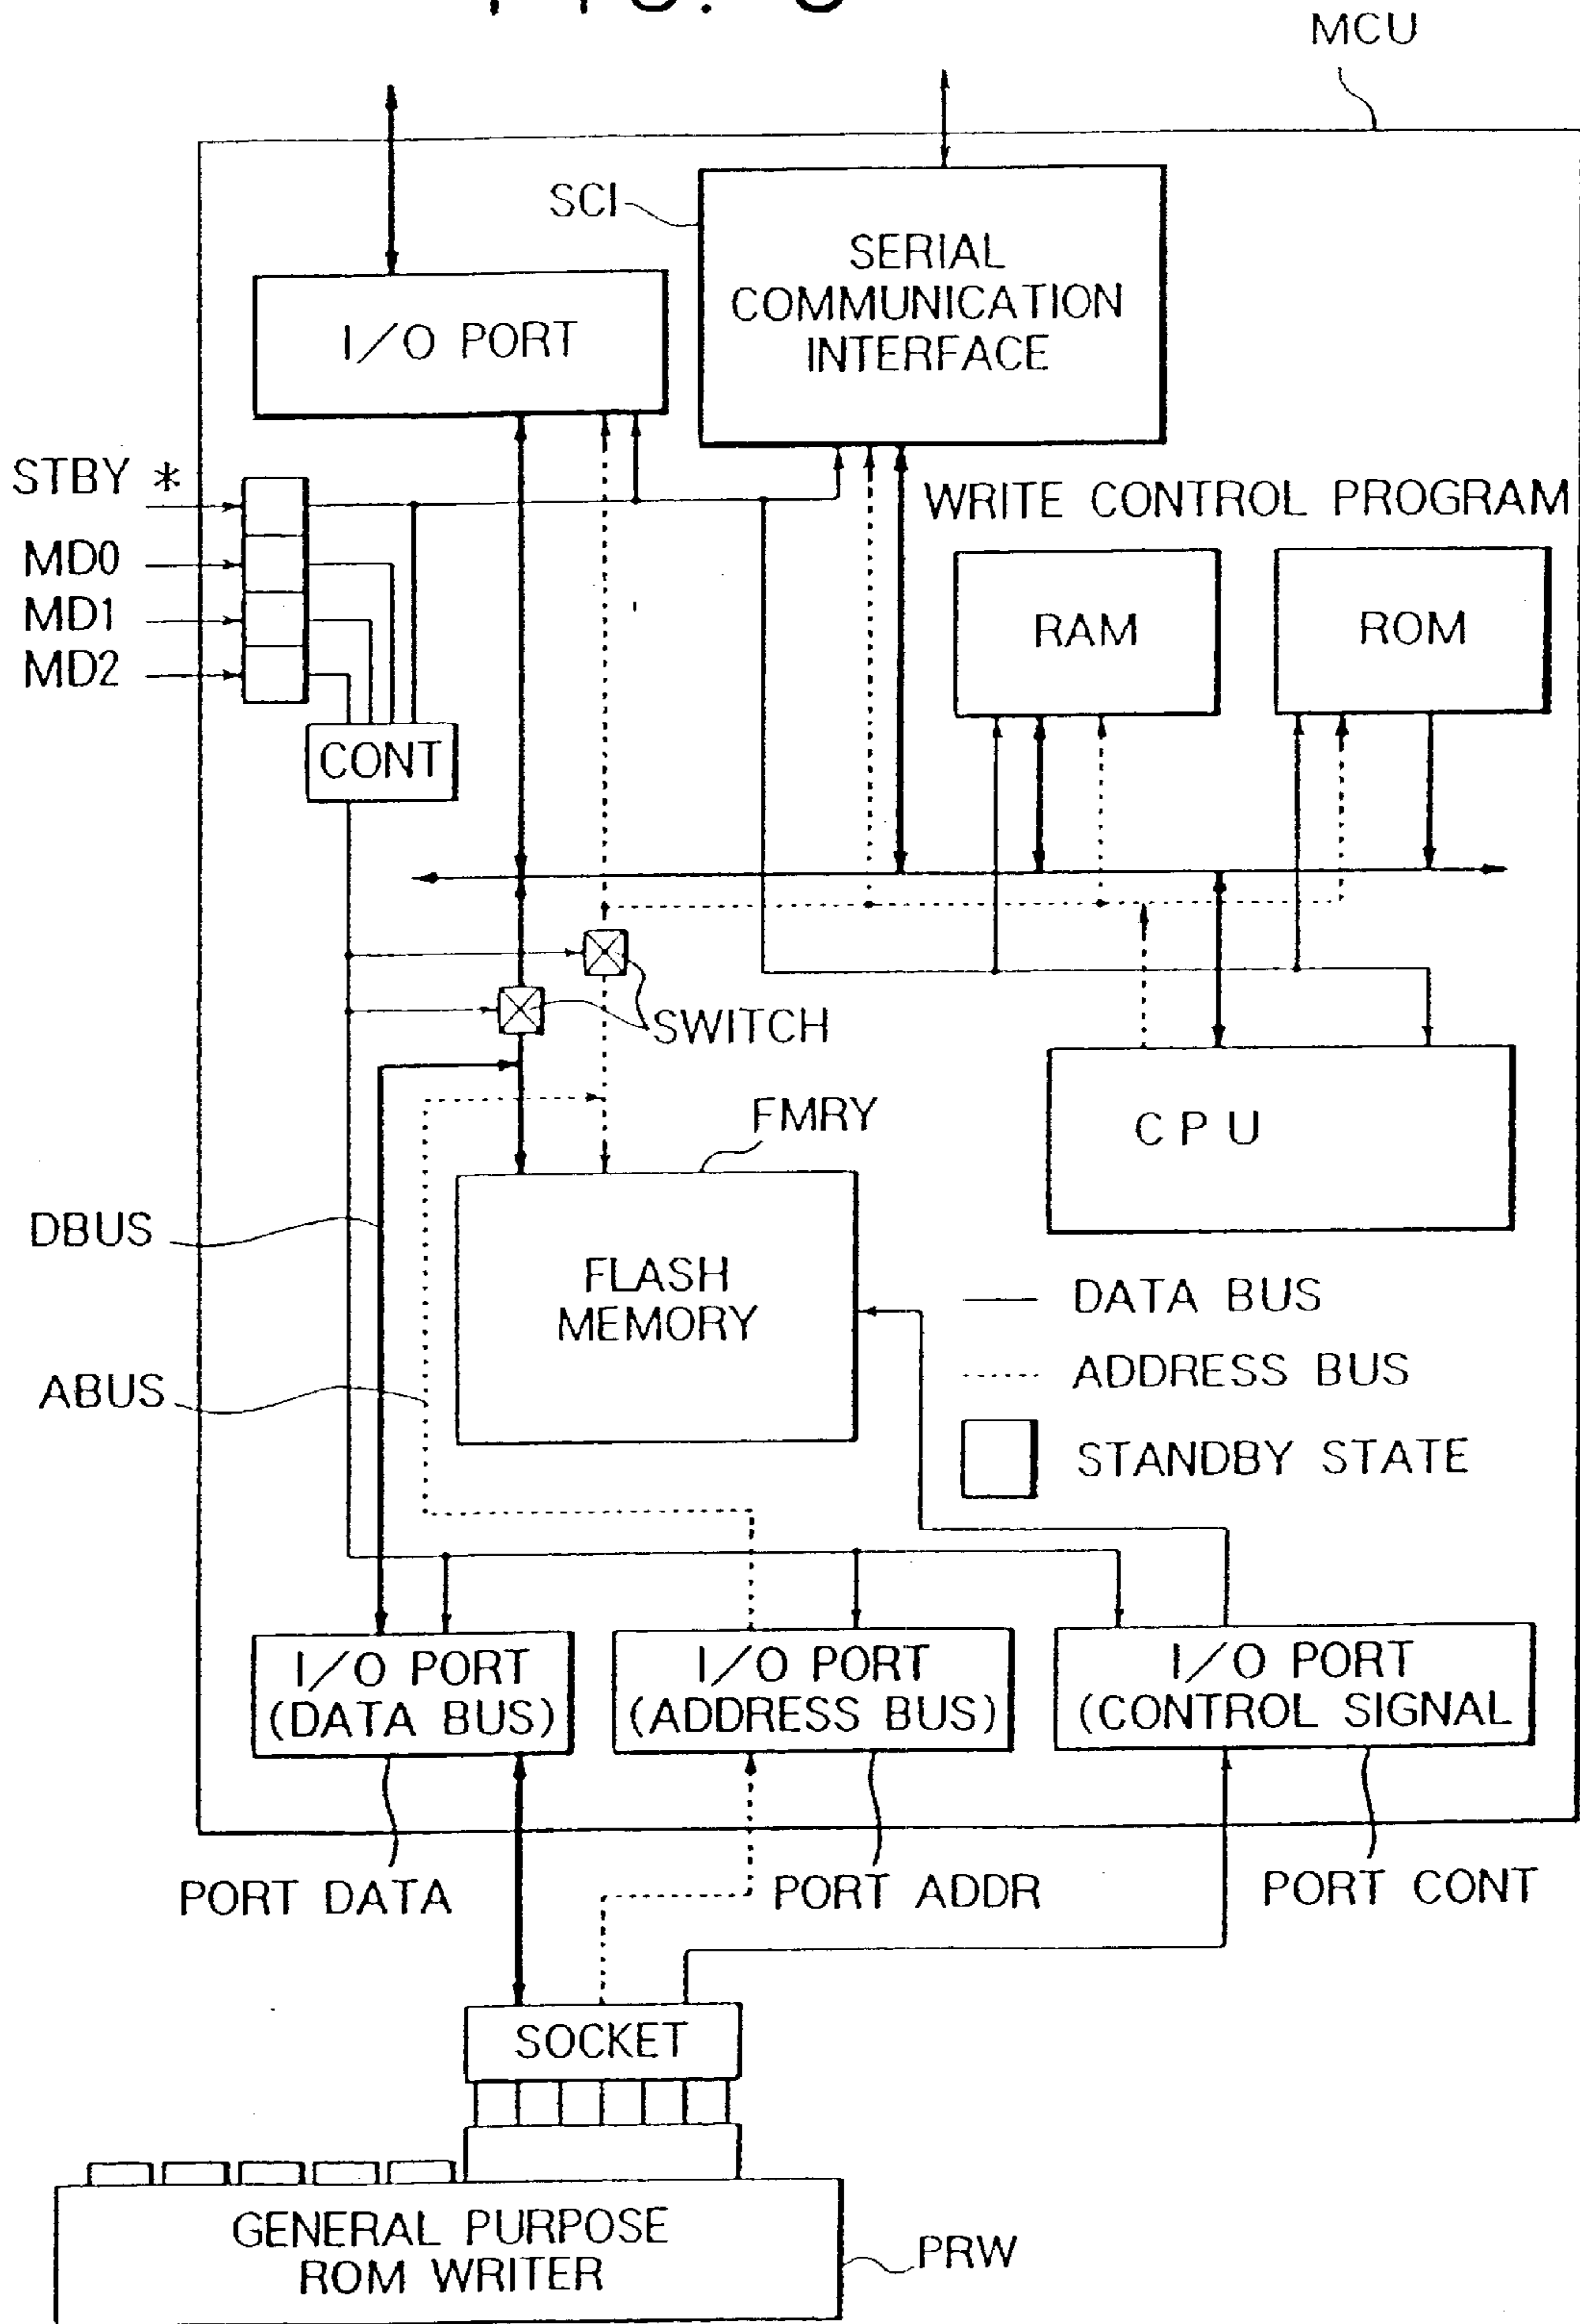 MCU
SCI
SERIAL
COMMUNICATION
INTERFACE
I/O PORT
STBY *
MD0
MD1
MD2
WRITE CONTROL PROGRAM
RAM
ROM
CONT
SWITCH
CPU
FMRY
DBUS
FLASH
MEMORY
DATA BUS
ADDRESS BUS
STANDBY STATE
ABUS
I/O PORT
(DATA BUS)
I/O PORT
(ADDRESS BUS)
I/O PORT
(CONTROL SIGNAL
PORT DATA
PORT ADDR
PORT CONT
SOCKET
GENERAL PURPOSE
ROM WRITER
PRW